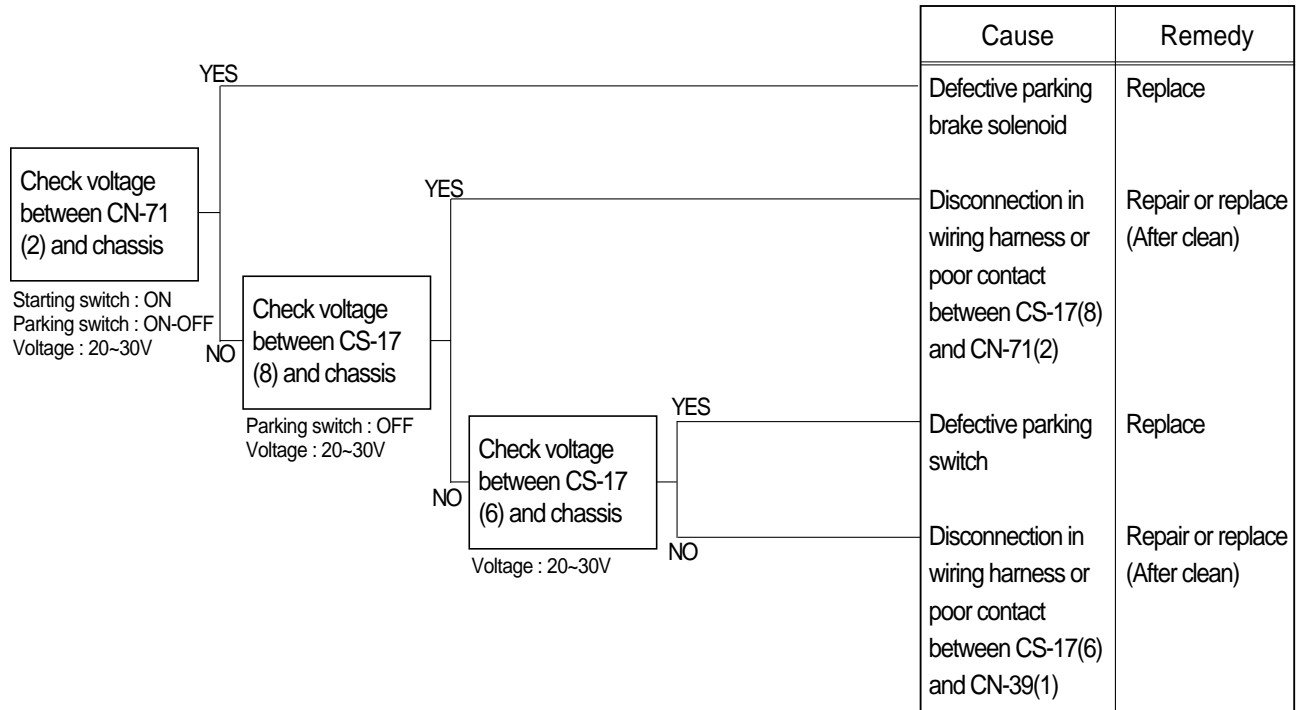 Cause
Remedy
YES
Defective parking
brake solenoid
Replace
Check voltage
between CN-71
(2) and chassis
Starting switch : ON
Parking switch : ON-OFF
Voltage : 20~30V
YES
Disconnection in
wiring harness or
poor contact
between CS-17(8)
and CN-71(2)
Repair or replace
(After clean)
NO
Check voltage
between CS-17
(8) and chassis
Parking switch : OFF
Voltage : 20~30V
YES
Defective parking
switch
Replace
NO
Check voltage
between CS-17
(6) and chassis
Voltage : 20~30V
NO
Disconnection in
wiring harness or
poor contact
between CS-17(6)
and CN-39(1)
Repair or replace
(After clean)